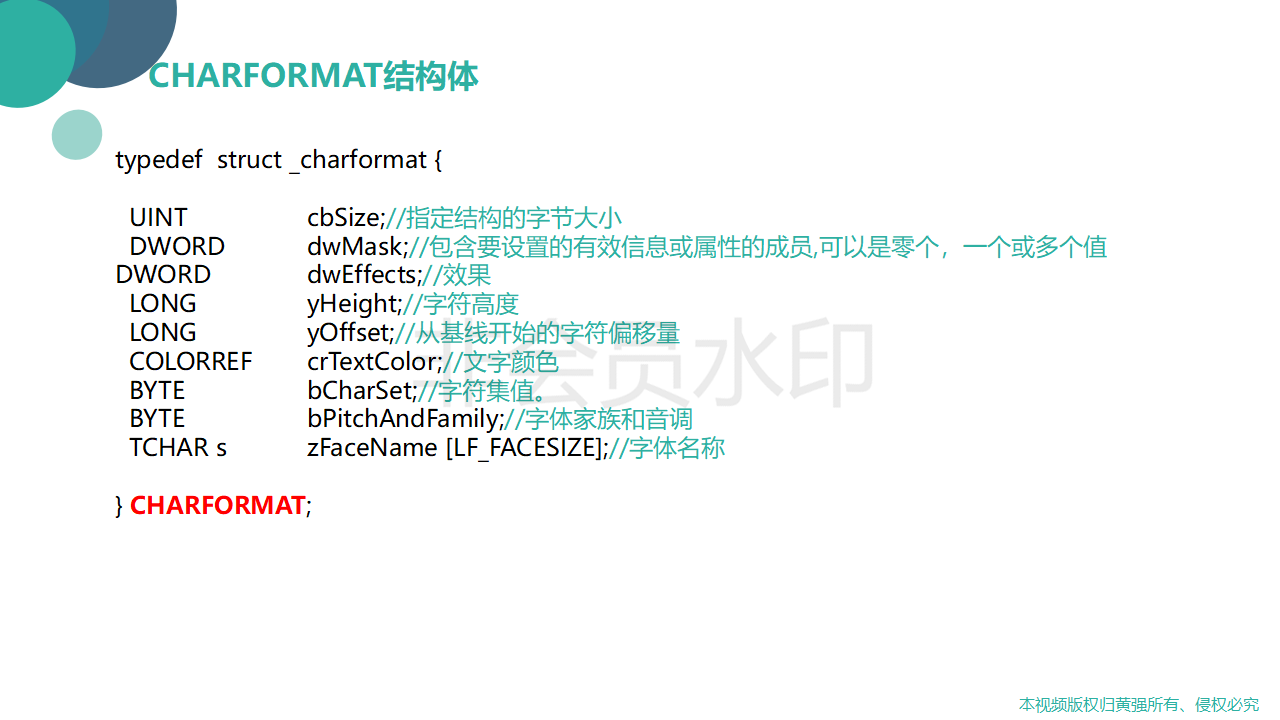 CHARFORMAT结构体
typedef  struct _charformat {
UINT cbSize;//指定结构的字节大小
DWORD dwMask;//包含要设置的有效信息或属性的成员,可以是零个，一个或多个值
DWORD dwEffects;//效果
LONG yHeight;//字符高度
LONG yOffset;//从基线开始的字符偏移量
COLORREF crTextColor;//文字颜色
BYTE bCharSet;//字符集值。
BYTE bPitchAndFamily;//字体家族和音调
TCHAR s zFaceName [LF_FACESIZE];//字体名称
} CHARFORMAT;
非会员水印
本视频版权归黄强所有、侵权必究